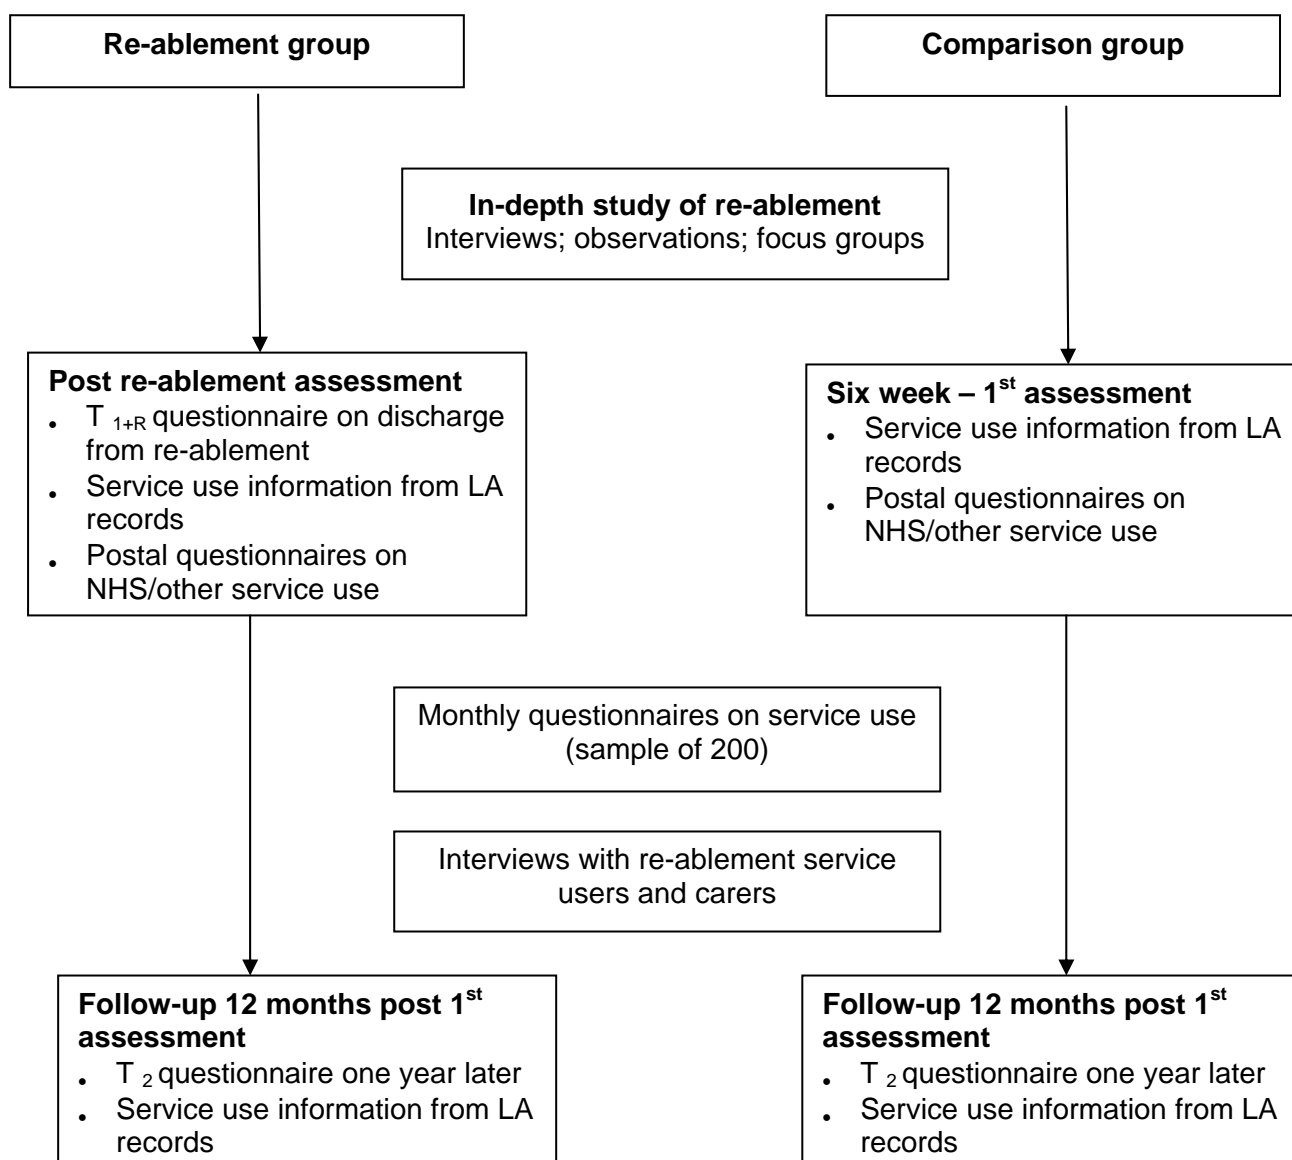 Re-ablement group
Comparison group
In-depth study of re-ablement
Interviews; observations; focus groups
Post re-ablement assessment
• T 1+R questionnaire on discharge
from re-ablement
• Service use information from LA
records
• Postal questionnaires on
NHS/other service use
Six week – 1st assessment
• Service use information from LA
records
• Postal questionnaires on
NHS/other service use
Monthly questionnaires on service use
(sample of 200)
Interviews with re-ablement service
users and carers
Follow-up 12 months post 1st
assessment
• T 2 questionnaire one year later
• Service use information from LA
records
Follow-up 12 months post 1st
assessment
• T 2 questionnaire one year later
• Service use information from LA
records